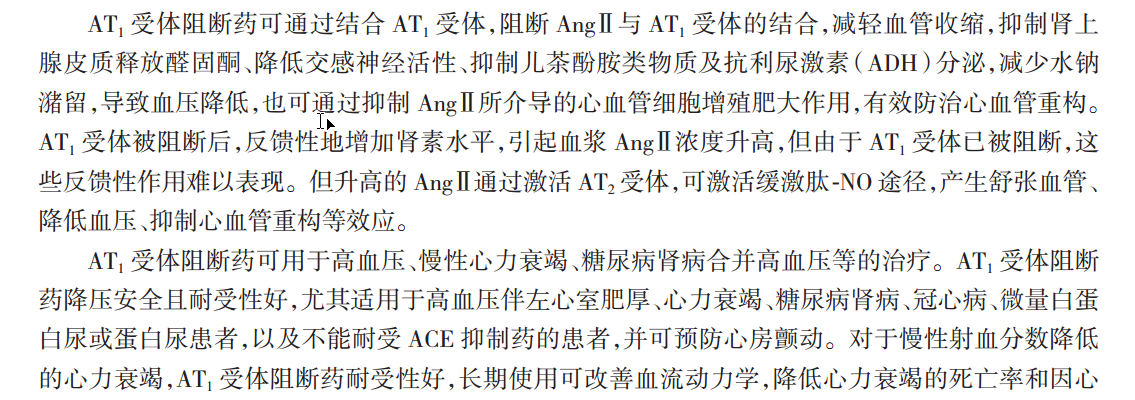 AT₁ 受体阻断药可通过结合 AT₁ 受体，阻断 AngⅡ与 AT₁ 受体的结合，减轻血管收缩，抑制肾上
腺皮质释放醛固酮、降低交感神经活性、抑制儿茶酚胺类物质及抗利尿激素（ADH）分泌，减少水钠
潴留，导致血压降低，也可通过抑制 AngⅡ所介导的心血管细胞增殖肥大作用，有效防治心血管重构。
AT₁ 受体被阻断后，反馈性地增加肾素水平，引起血浆 AngⅡ浓度升高，但由于 AT₁ 受体已被阻断，这
些反馈性作用难以表现。但升高的 AngⅡ通过激活 AT₂ 受体，可激活缓激肽-NO 途径，产生舒张血管、
降低血压、抑制心血管重构等效应。
AT₁ 受体阻断药可用于高血压、慢性心力衰竭、糖尿病肾病合并高血压等的治疗。AT₁ 受体阻断
药降压安全且耐受性好，尤其适用于高血压伴左心室肥厚、心力衰竭、糖尿病肾病、冠心病、微量白蛋
白尿或蛋白尿患者，以及不能耐受 ACE 抑制药的患者，并可预防心房颤动。对于慢性射血分数降低
的心力衰竭，AT₁ 受体阻断药耐受性好，长期使用可改善血流动力学，降低心力衰竭的死亡率和因心